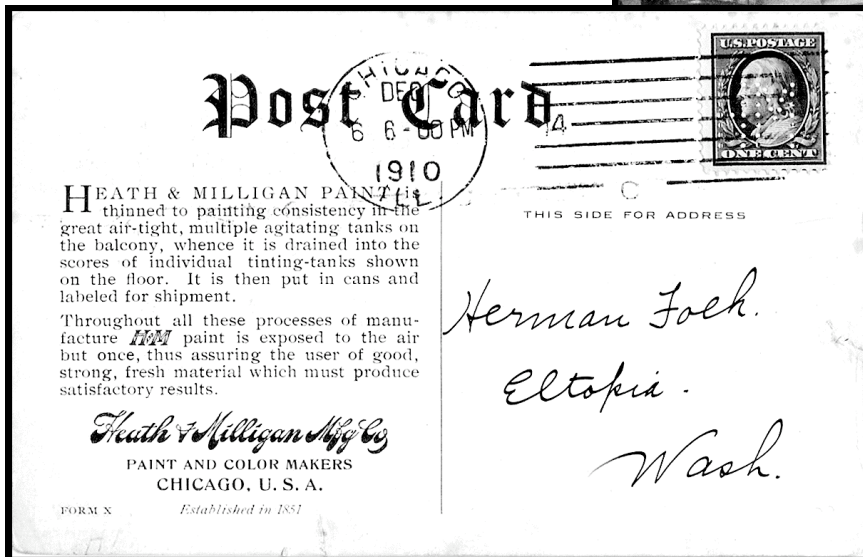 Post Card
CHICAGO
DEC
6 6-00 PM
1910
ILL.
4
U.S. POSTAGE
ONE CENT
C
THIS SIDE FOR ADDRESS
HEATH & MILLIGAN PAINT is
thinned to painting consistency in the
great air-tight, multiple agitating tanks on
the balcony, whence it is drained into the
scores of individual tinting-tanks shown
on the floor. It is then put in cans and
labeled for shipment.
Throughout all these processes of manu-
facture H&M paint is exposed to the air
but once, thus assuring the user of good,
strong, fresh material which must produce
satisfactory results.
Heath & Milligan Mfg Co
PAINT AND COLOR MAKERS
CHICAGO, U. S. A.
FORM X Established in 1851
Herman
Eltopia.
Wash.